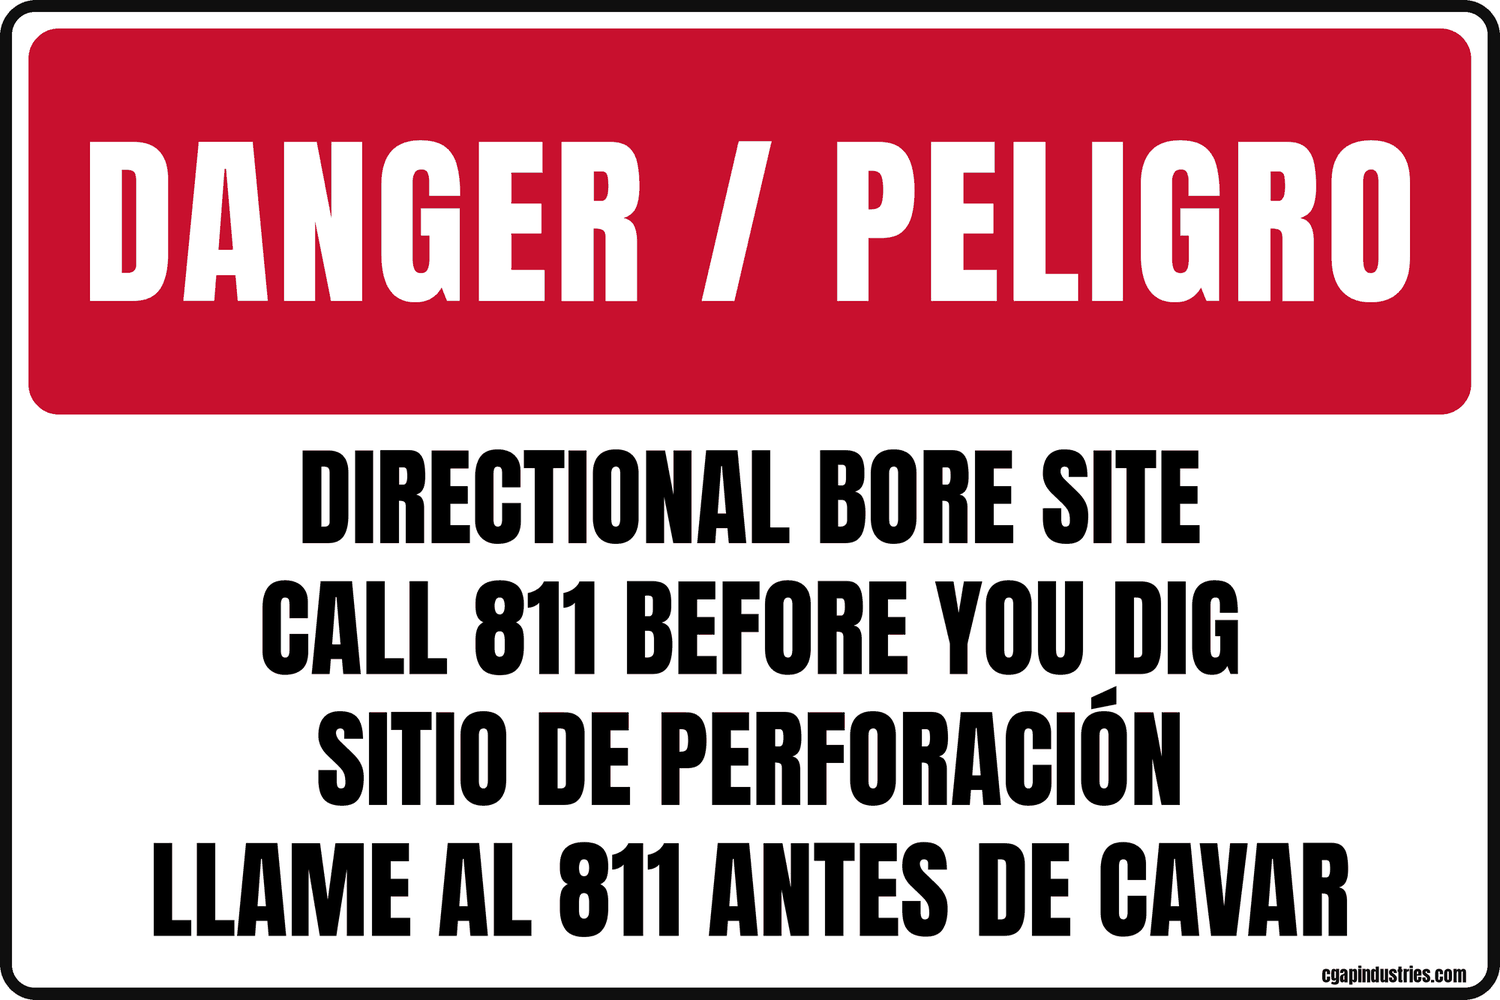 DANGER / PELIGRO
DIRECTIONAL BORE SITE
CALL 811 BEFORE YOU DIG
SITIO DE PERFORACIÓN
LLAME AL 811 ANTES DE CAVAR
cgapindustries.com